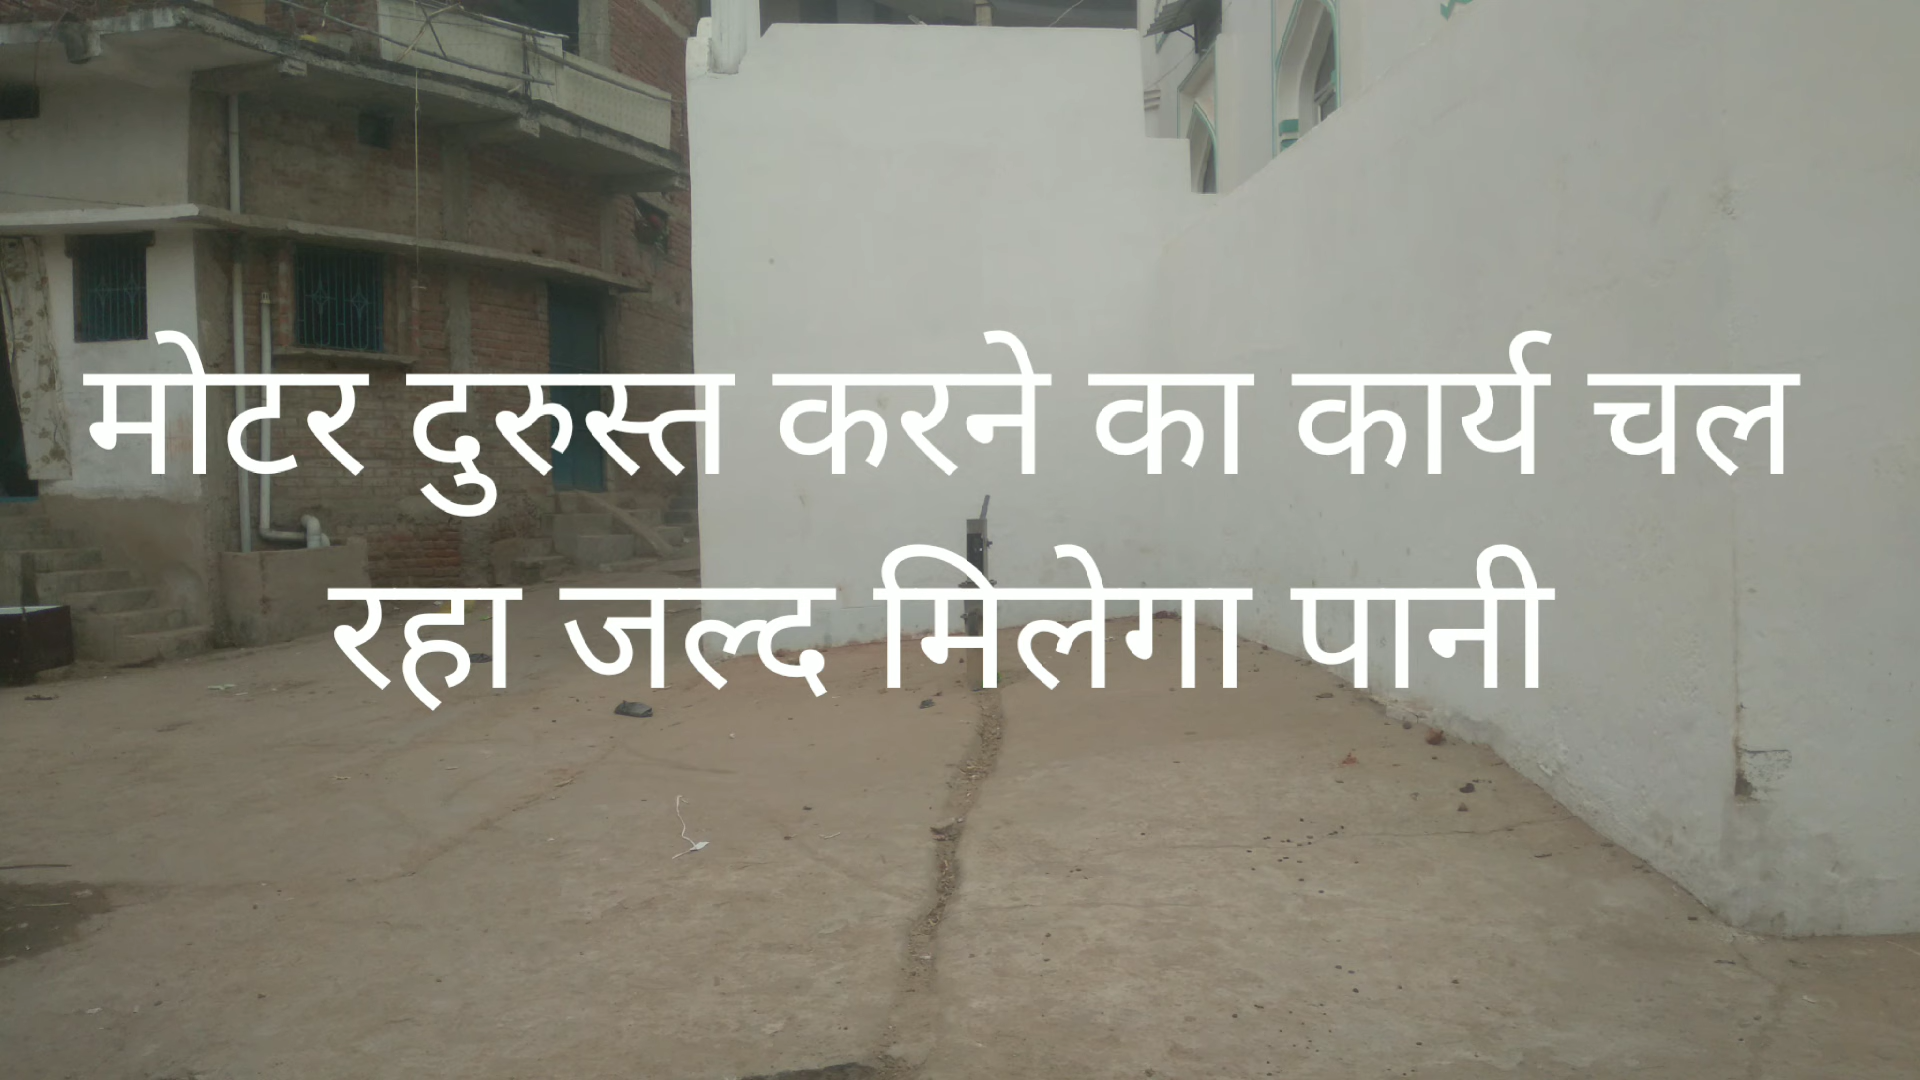 मोटर दुरुस्त करने का कार्य चल
रहा जल्द मिलेगा पानी